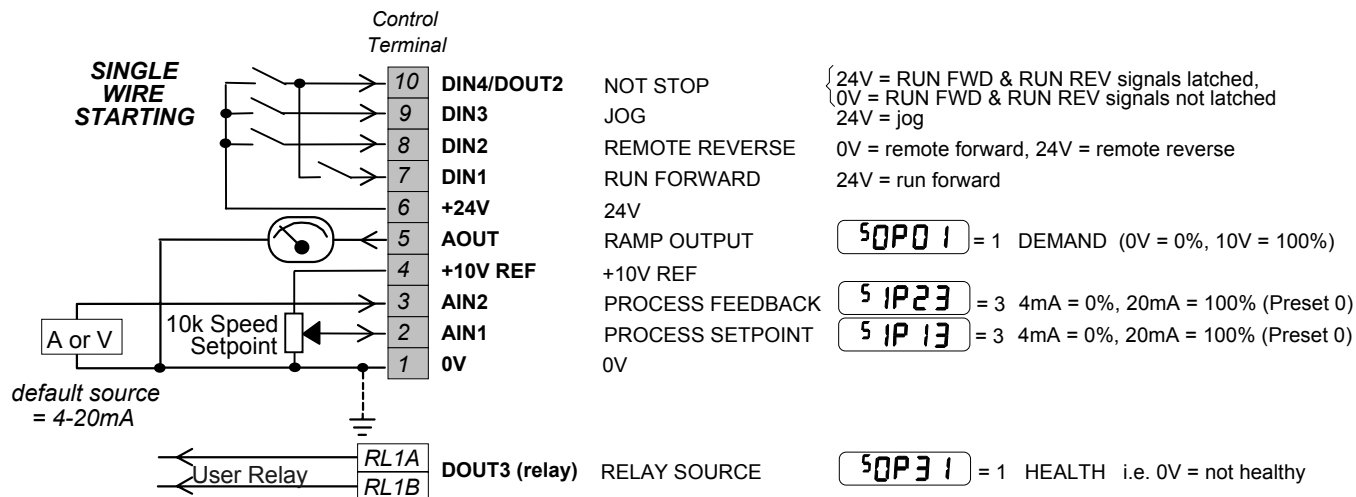 Control
Terminal
SINGLE
WIRE
STARTING
10 DIN4/DOUT2 NOT STOP 24V = RUN FWD & RUN REV signals latched,
0V = RUN FWD & RUN REV signals not latched
9 DIN3 JOG 24V = jog
8 DIN2 REMOTE REVERSE 0V = remote forward, 24V = remote reverse
7 DIN1 RUN FORWARD 24V = run forward
6 +24V 24V
5 AOUT RAMP OUTPUT SOP01 = 1 DEMAND (0V = 0%, 10V = 100%)
4 +10V REF +10V REF
3 AIN2 PROCESS FEEDBACK SIP23 = 3 4mA = 0%, 20mA = 100% (Preset 0)
2 AIN1 PROCESS SETPOINT SIP13 = 3 4mA = 0%, 20mA = 100% (Preset 0)
1 0V 0V
10k Speed
Setpoint
A or V
default source
= 4-20mA
User Relay
RL1A
RL1B
DOUT3 (relay) RELAY SOURCE SOP31 = 1 HEALTH i.e. 0V = not healthy